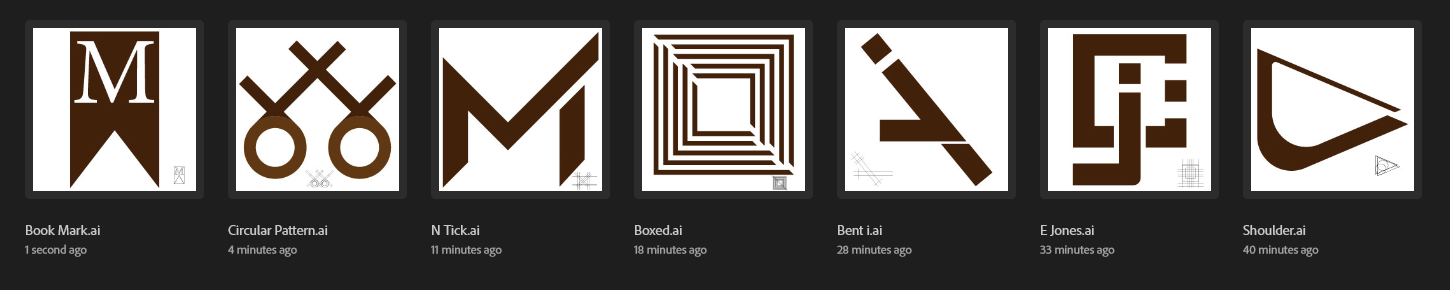 M
Book Mark.ai
1 second ago
Circular Pattern.ai
4 minutes ago
N Tick.ai
11 minutes ago
Boxed.ai
18 minutes ago
Bent i.ai
28 minutes ago
E Jones.ai
33 minutes ago
Shoulder.ai
40 minutes ago